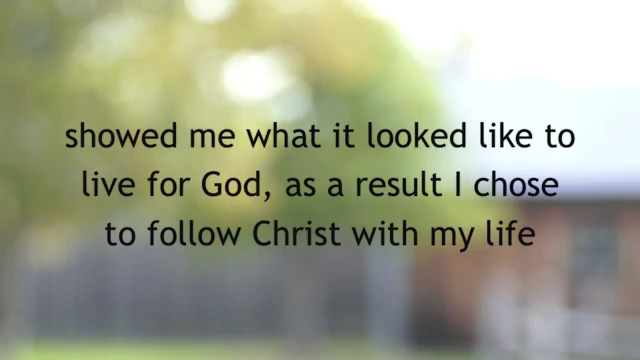 showed me what it looked like to
live for God, as a result I chose
to follow Christ with my life